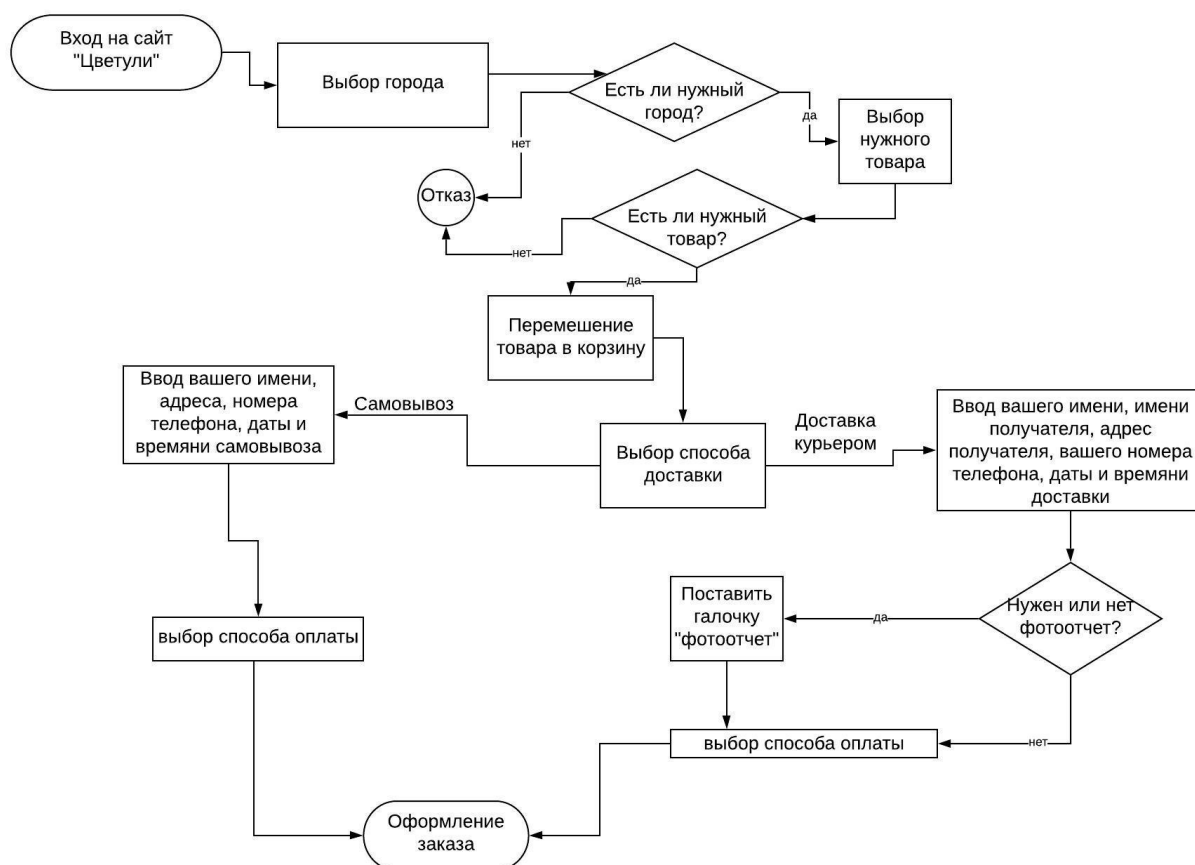 Вход на сайт
"Цветули"
Выбор города
Есть ли нужный
город?
да
Выбор
нужного
товара
нет
Отказ
Есть ли нужный
товар?
нет
да
Перемешение
товара в корзину
Ввод вашего имени,
адреса, номера
телефона, даты и
времяни самовывоза
Самовывоз
Выбор способа
доставки
Доставка
курьером
Ввод вашего имени, имени
получателя, адрес
получателя, вашего номера
телефона, даты и времяни
доставки
Нужен или нет
фотоотчет?
да
Поставить
галочку
"фотоотчет"
выбор способа оплаты
нет
выбор способа оплаты
Оформление
заказа